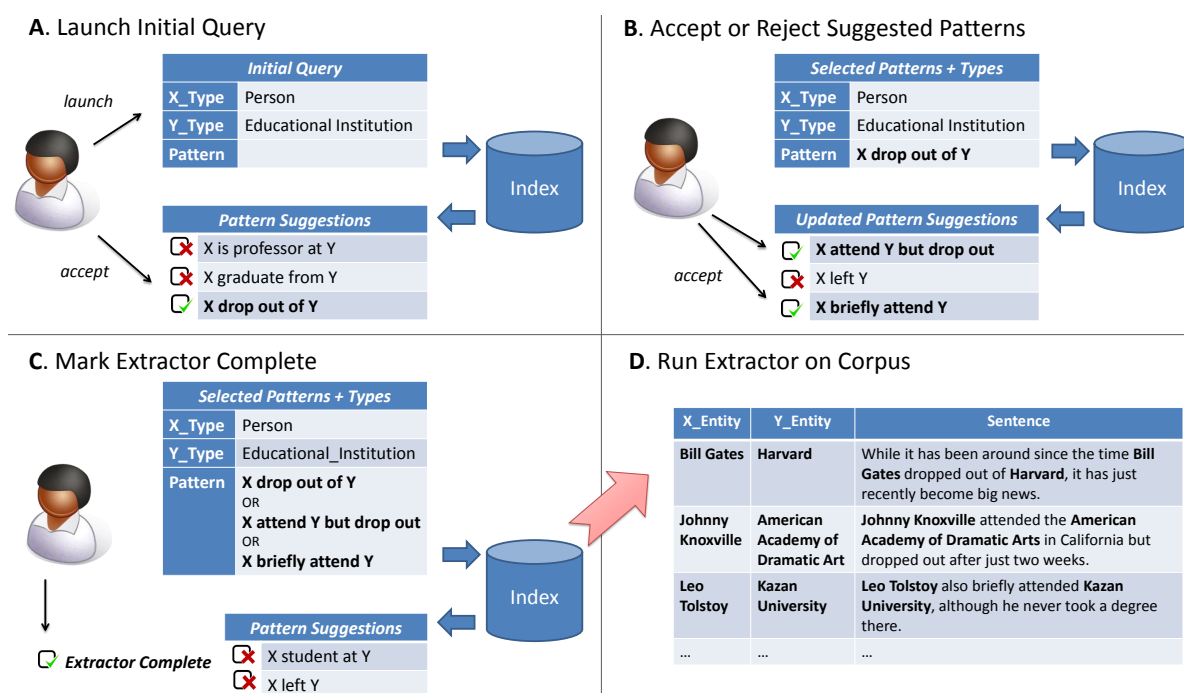 A. Launch Initial Query
launch
Initial Query
X_Type Person
Y_Type Educational Institution
Pattern
Index
Pattern Suggestions
X is professor at Y
X graduate from Y
X drop out of Y
accept
B. Accept or Reject Suggested Patterns
Selected Patterns + Types
X_Type Person
Y_Type Educational Institution
Pattern X drop out of Y
Index
Updated Pattern Suggestions
X attend Y but drop out
X left Y
X briefly attend Y
accept
C. Mark Extractor Complete
Selected Patterns + Types
X_Type Person
Y_Type Educational_Institution
Pattern X drop out of Y
OR
X attend Y but drop out
OR
X briefly attend Y
Index
Pattern Suggestions
X student at Y
X left Y
Extractor Complete
D. Run Extractor on Corpus
X_Entity Y_Entity Sentence
Bill Gates Harvard While it has been around since the time Bill
Gates dropped out of Harvard, it has just
recently become big news.
Johnny American Johnny Knoxville attended the American
Knoxville Academy of Academy of Dramatic Arts in California but
Dramatic Art dropped out after just two weeks.
Leo Kazan Leo Tolstoy also briefly attended Kazan
Tolstoy University University, although he never took a degree
there.
... ... ...